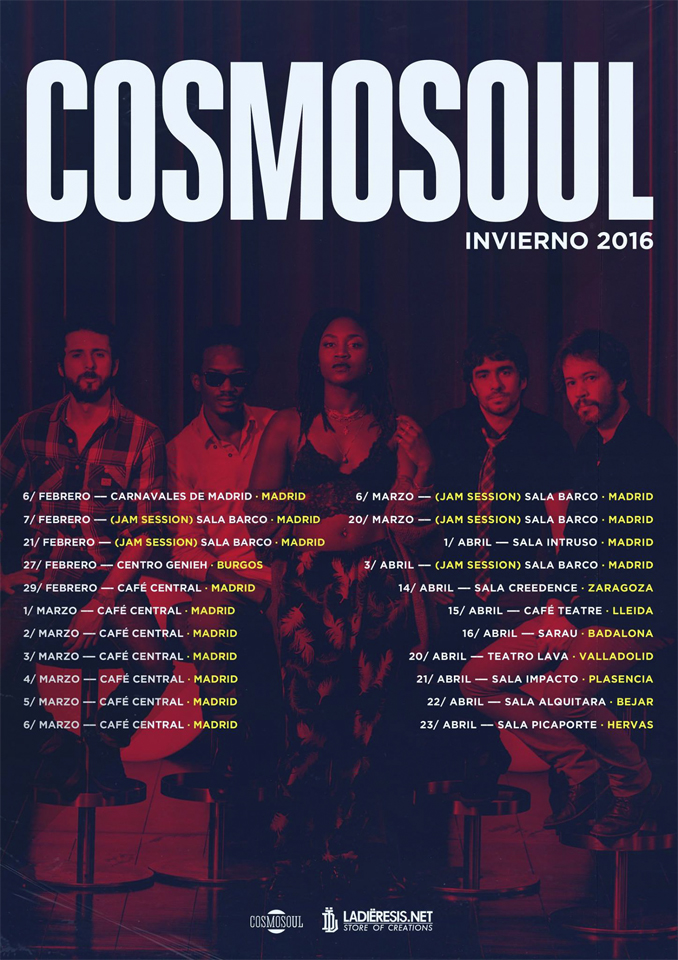 COSMOSOUL
INVIERNO 2016
6/ FEBRERO — CARNAVALES DE MADRID · MADRID
7/ FEBRERO — (JAM SESSION) SALA BARCO · MADRID
21/ FEBRERO — (JAM SESSION) SALA BARCO · MADRID
27/ FEBRERO — CENTRO GENIEH · BURGOS
29/ FEBRERO — CAFÉ CENTRAL · MADRID
1/ MARZO — CAFÉ CENTRAL · MADRID
2/ MARZO — CAFÉ CENTRAL · MADRID
3/ MARZO — CAFÉ CENTRAL · MADRID
4/ MARZO — CAFÉ CENTRAL · MADRID
5/ MARZO — CAFÉ CENTRAL · MADRID
6/ MARZO — CAFÉ CENTRAL · MADRID
6/ MARZO — (JAM SESSION) SALA BARCO · MADRID
20/ MARZO — (JAM SESSION) SALA BARCO · MADRID
1/ ABRIL — SALA INTRUSO · MADRID
3/ ABRIL — (JAM SESSION) SALA BARCO · MADRID
14/ ABRIL — SALA CREEDENCE · ZARAGOZA
15/ ABRIL — CAFÉ TEATRE · LLEIDA
16/ ABRIL — SARAU · BADALONA
20/ ABRIL — TEATRO LAVA · VALLADOLID
21/ ABRIL — SALA IMPACTO · PLASENCIA
22/ ABRIL — SALA ALQUITARA · BEJAR
23/ ABRIL — SALA PICAPORTE · HERVAS
COSMOSOUL
LADIËRESIS.NET
STORE OF CREATIONS